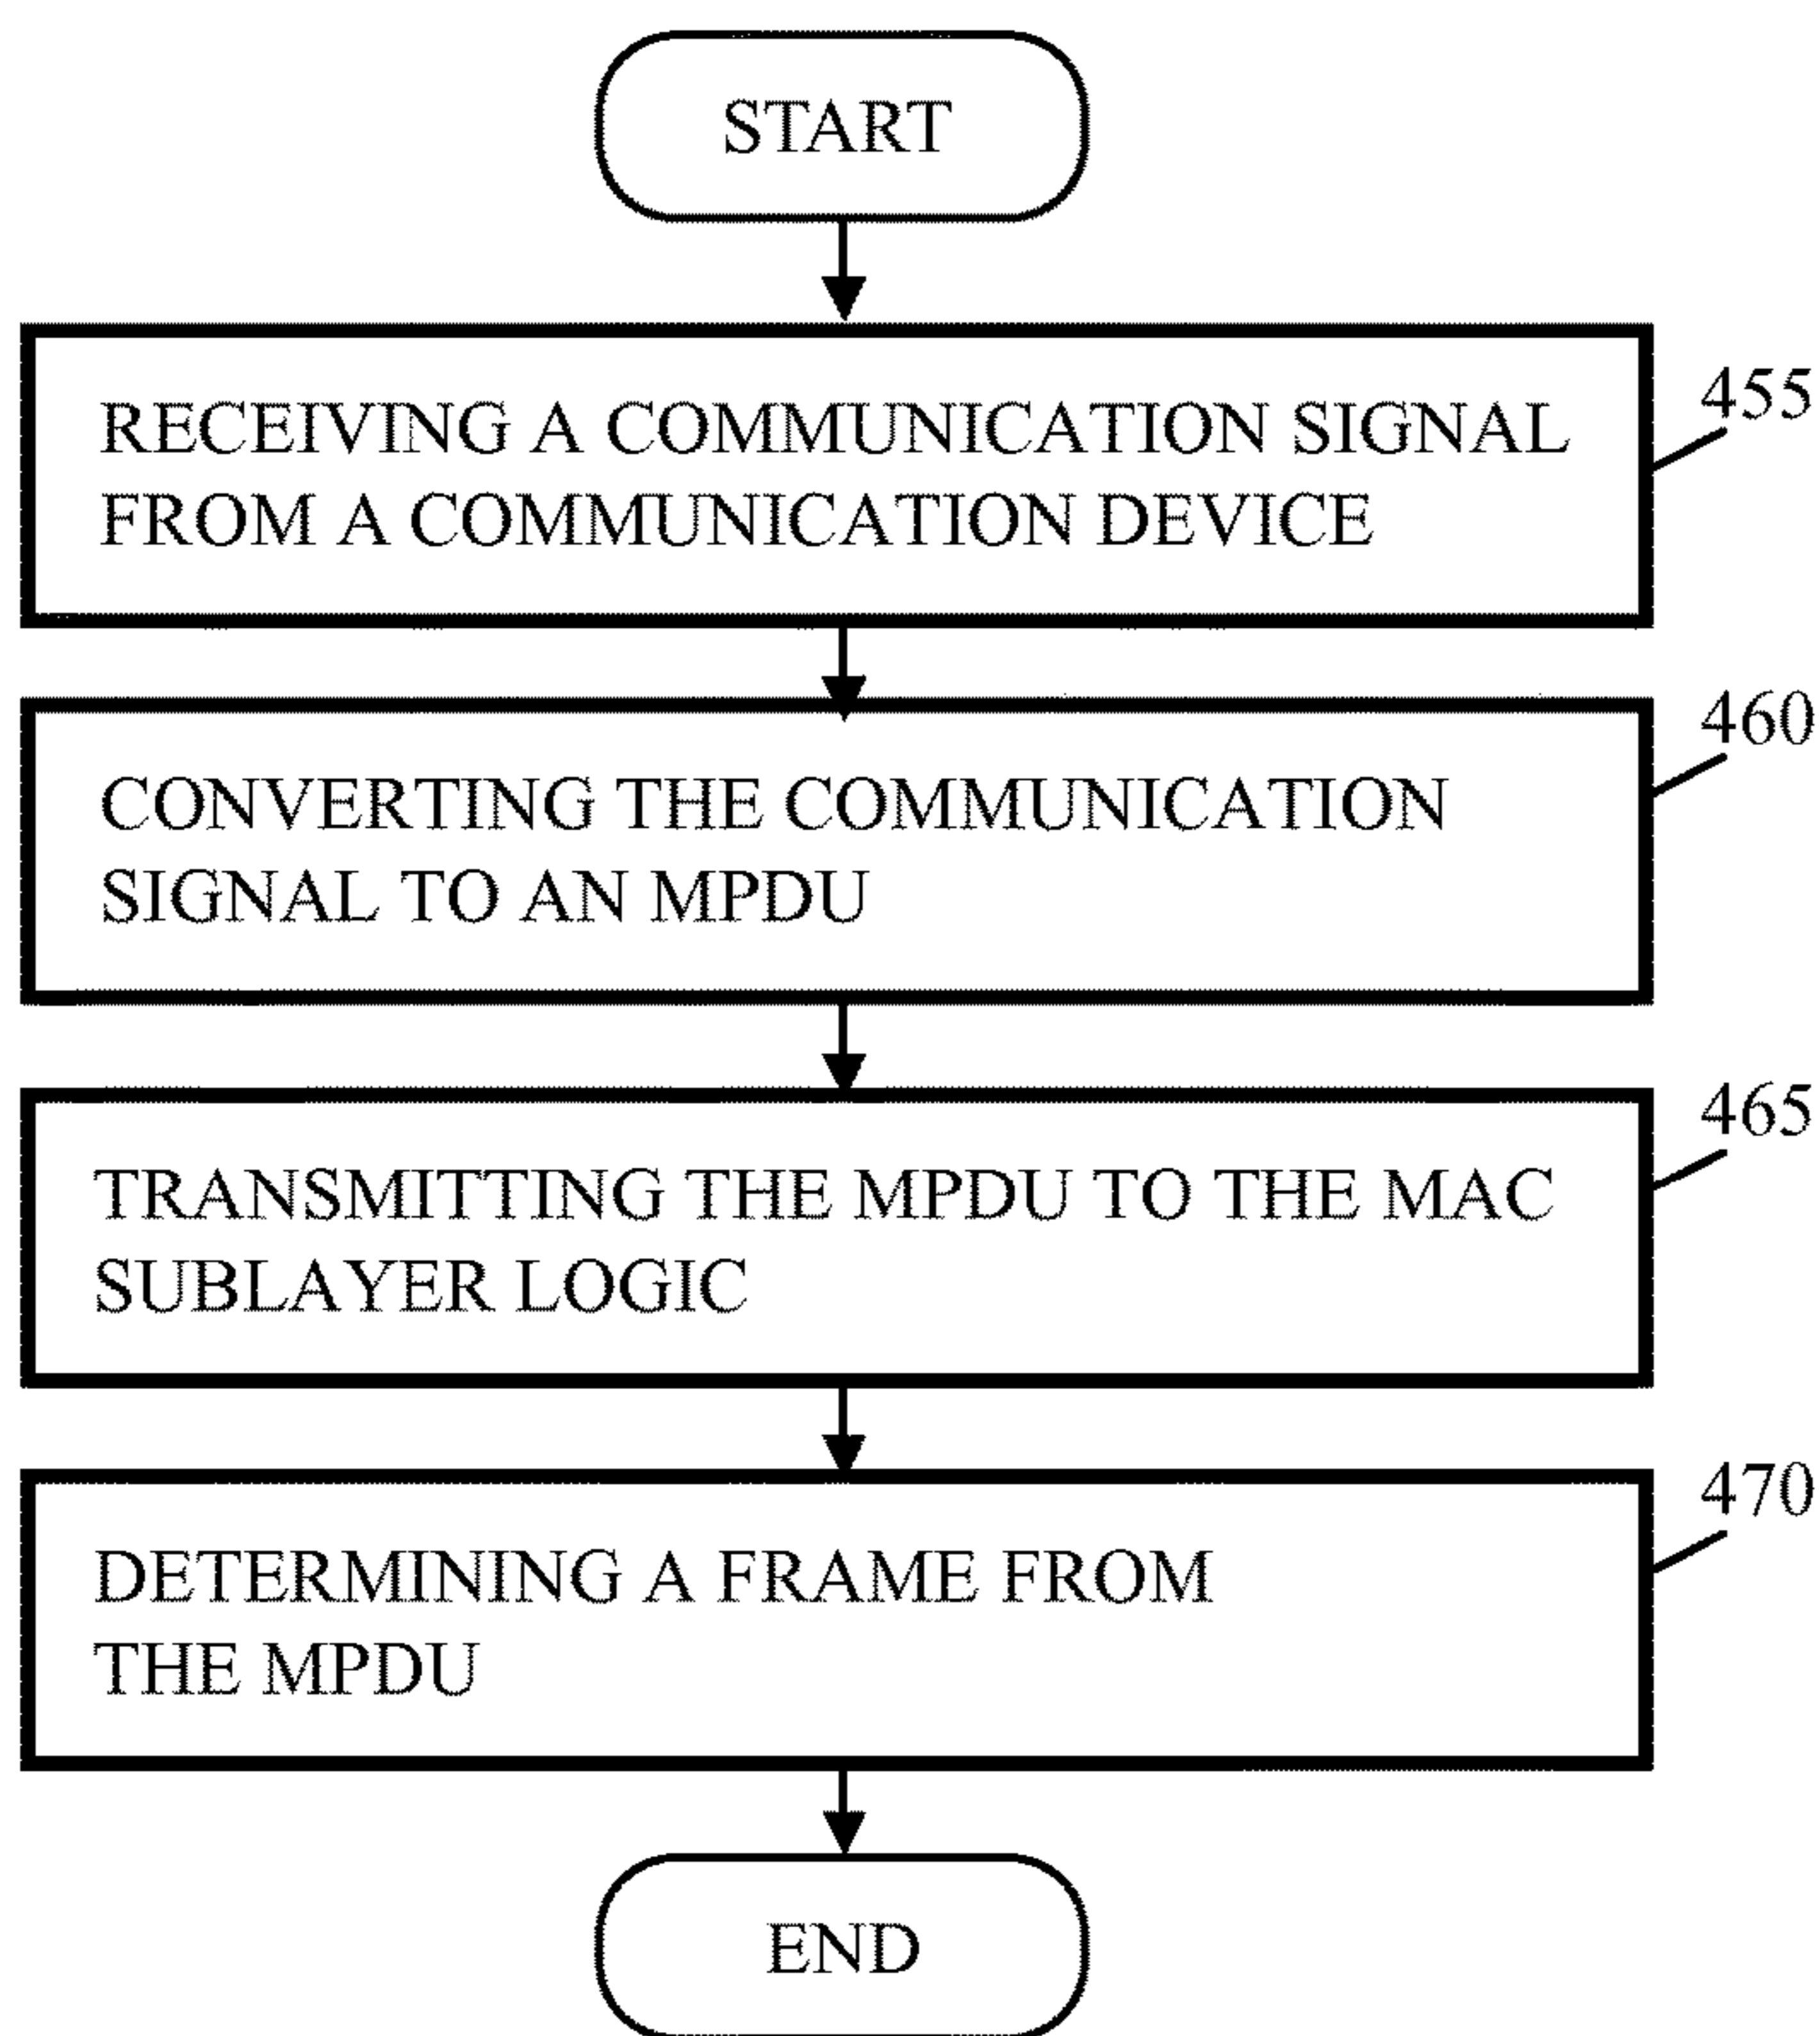 START
RECEIVING A COMMUNICATION SIGNAL
FROM A COMMUNICATION DEVICE
455
CONVERTING THE COMMUNICATION
SIGNAL TO AN MPDU
460
TRANSMITTING THE MPDU TO THE MAC
SUBLAYER LOGIC
465
DETERMINING A FRAME FROM
THE MPDU
470
END